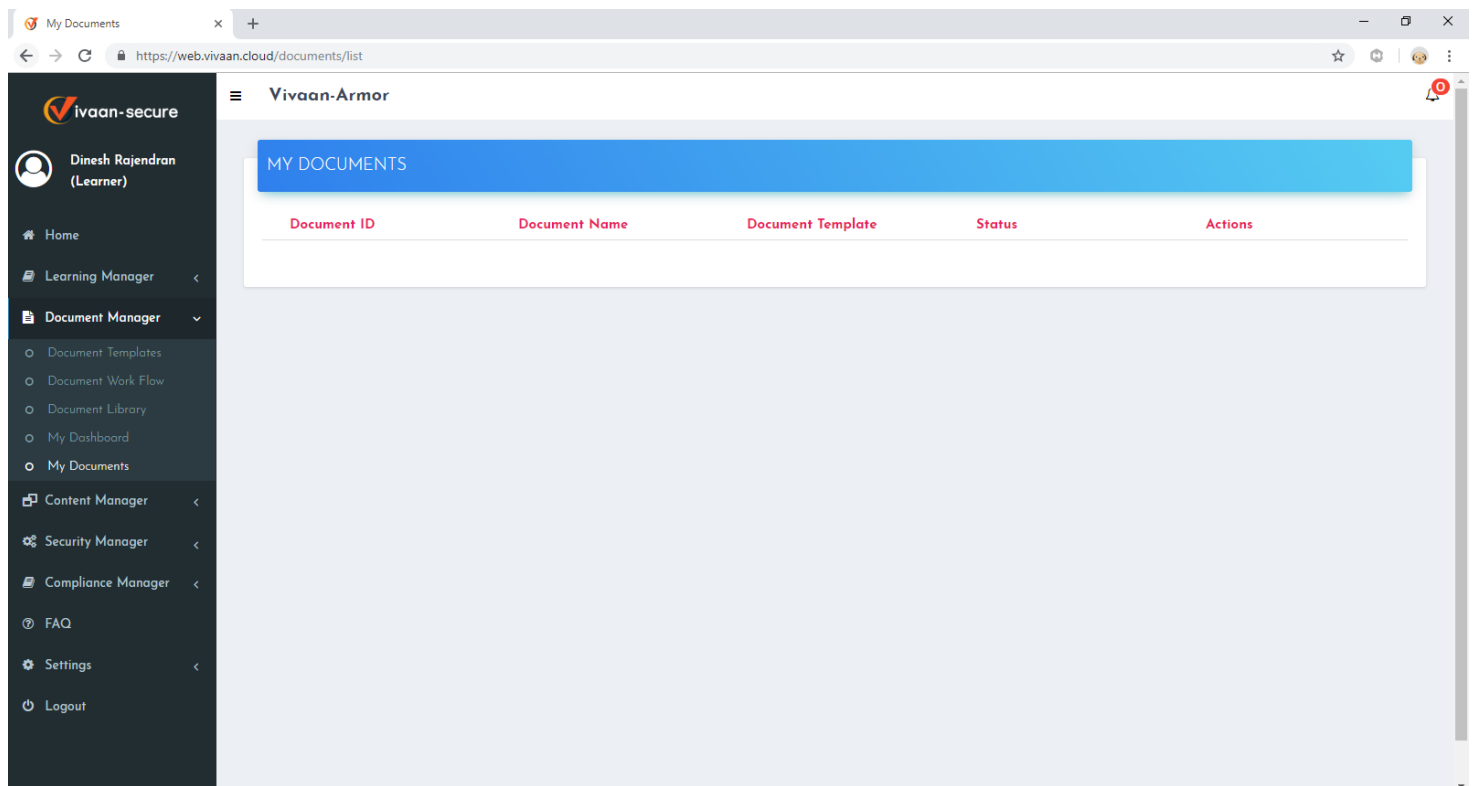 My Documents
https://web.vivaan.cloud/documents/list
Vivaan-secure
Dinesh Rajendran
(Learner)
Home
Learning Manager
Document Manager
Document Templates
Document Work Flow
Document Library
My Dashboard
My Documents
Content Manager
Security Manager
Compliance Manager
FAQ
Settings
Logout
Vivaan-Armor
0
MY DOCUMENTS
Document ID Document Name Document Template Status Actions